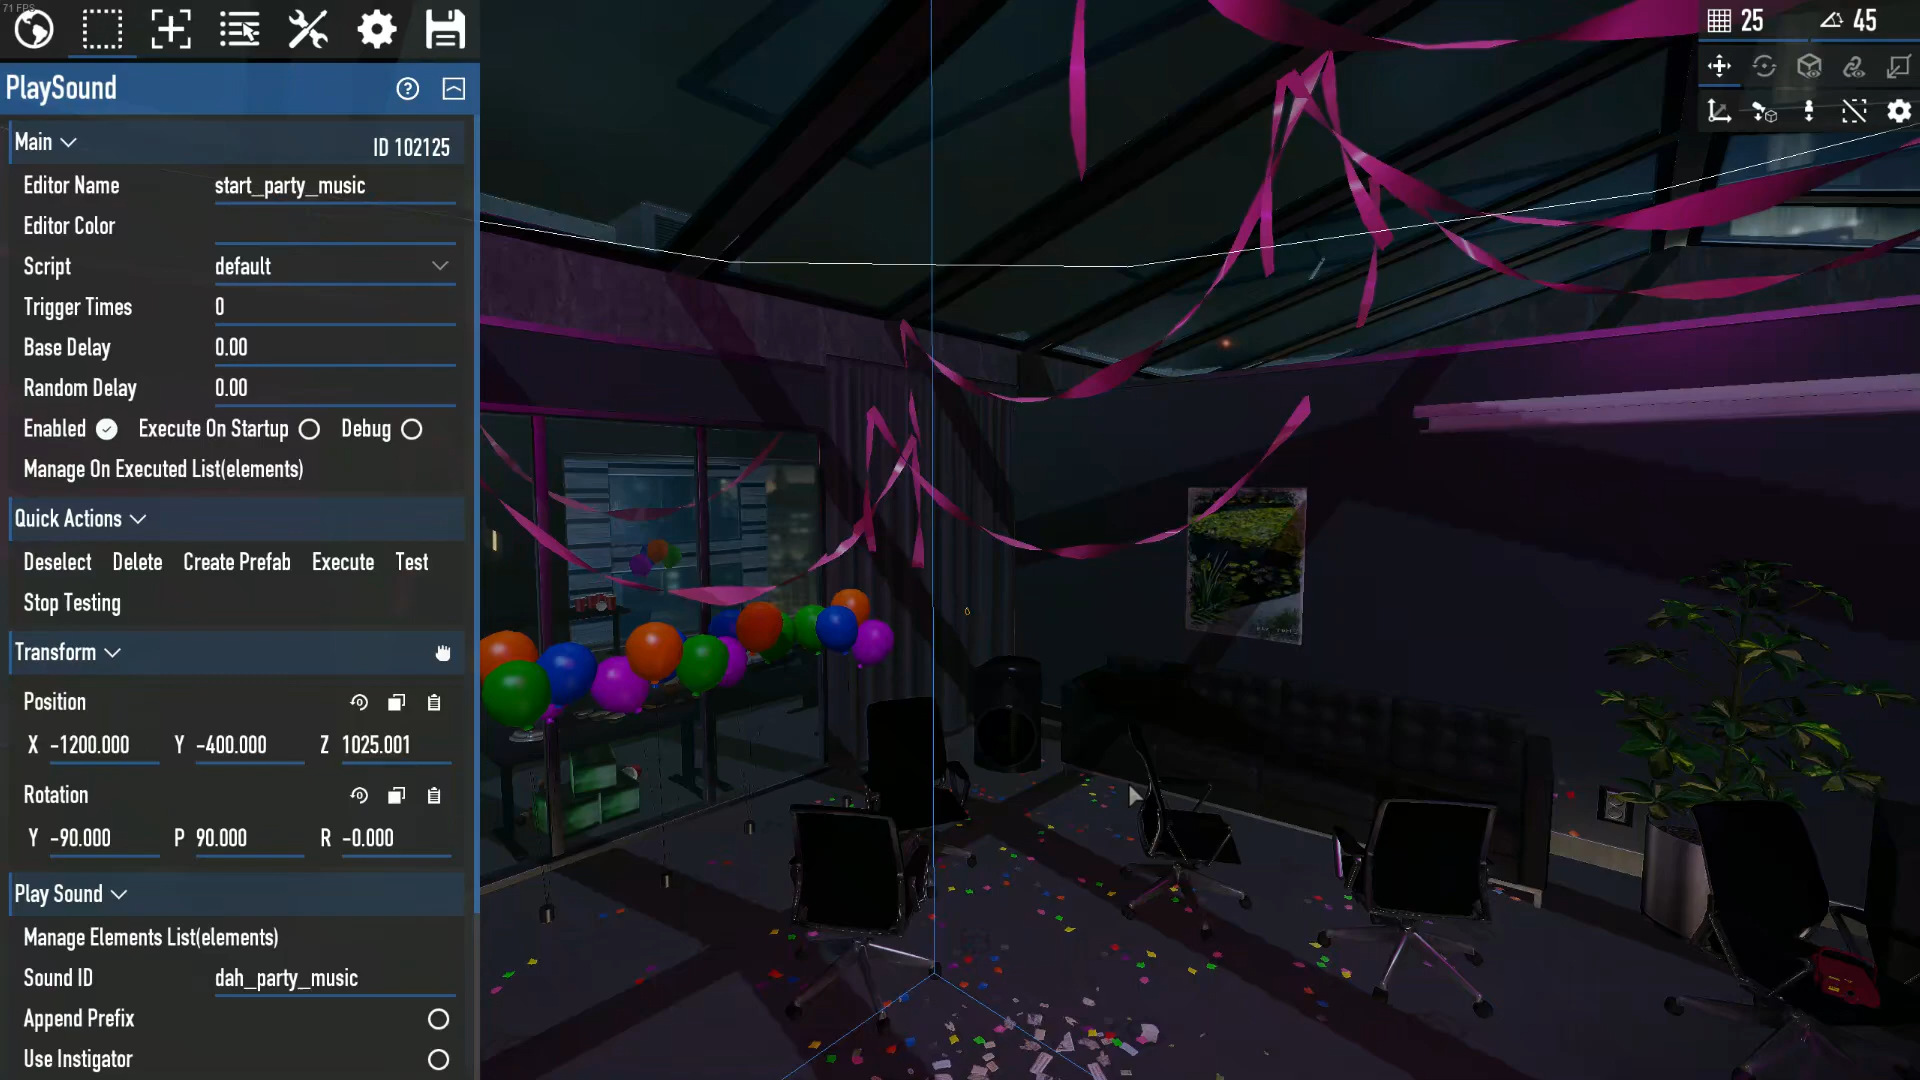 71 FPS
25 45
PlaySound
Main ID 102125
Editor Name start_party_music
Editor Color
Script default
Trigger Times 0
Base Delay 0.00
Random Delay 0.00
Enabled Execute On Startup Debug
Manage On Executed List(elements)
Quick Actions
Deselect Delete Create Prefab Execute Test
Stop Testing
Transform
Position
X -1200.000 Y -400.000 Z 1025.001
Rotation
Y -90.000 P 90.000 R -0.000
Play Sound
Manage Elements List(elements)
Sound ID dah_party_music
Append Prefix
Use Instigator